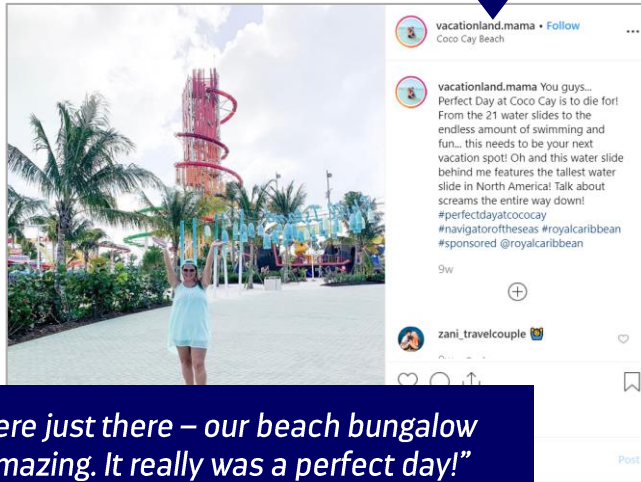 vacationland.mama • Follow
Coco Cay Beach
vacationland.mama You guys...
Perfect Day at Coco Cay is to die for!
From the 21 water slides to the
endless amount of swimming and
fun... this needs to be your next
vacation spot! Oh and this water slide
behind me features the tallest water
slide in North America! Talk about
screams the entire way down!
#perfectdayatcococay
#navigatoroftheseas #royalcaribbean
#sponsored @royalcaribbean
9w
zani_travelcouple
Post
ere just there – our beach bungalow
mazing. It really was a perfect day!”